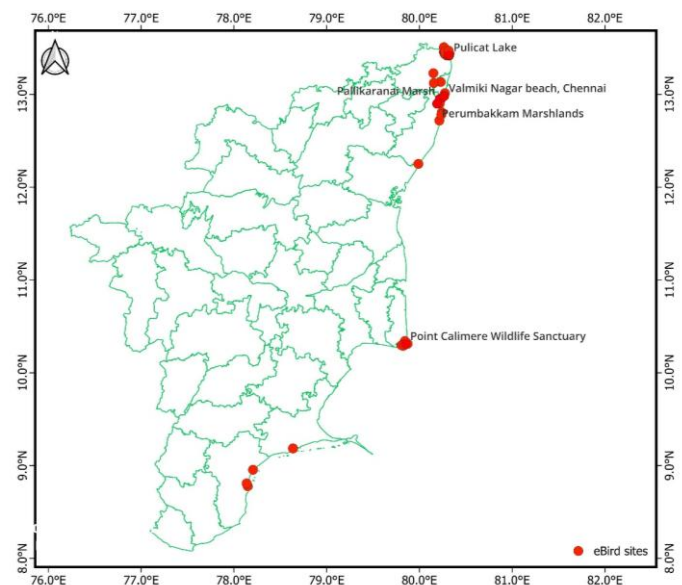 76.0°N 77.0°N 78.0°N 79.0°N 80.0°N 81.0°N 82.0°N
13.0°N 13.0°N
12.0°N 12.0°N
11.0°N 11.0°N
10.0°N 10.0°N
9.0°N 9.0°N
8.0°N 8.0°N
Pulicat Lake
Pallikaranai Marsh
Valmiki Nagar beach, Chennai
Perumbakkam Marshlands
Point Calimere Wildlife Sanctuary
eBird sites
76.0°N 77.0°N 78.0°N 79.0°N 80.0°N 81.0°N 82.0°N